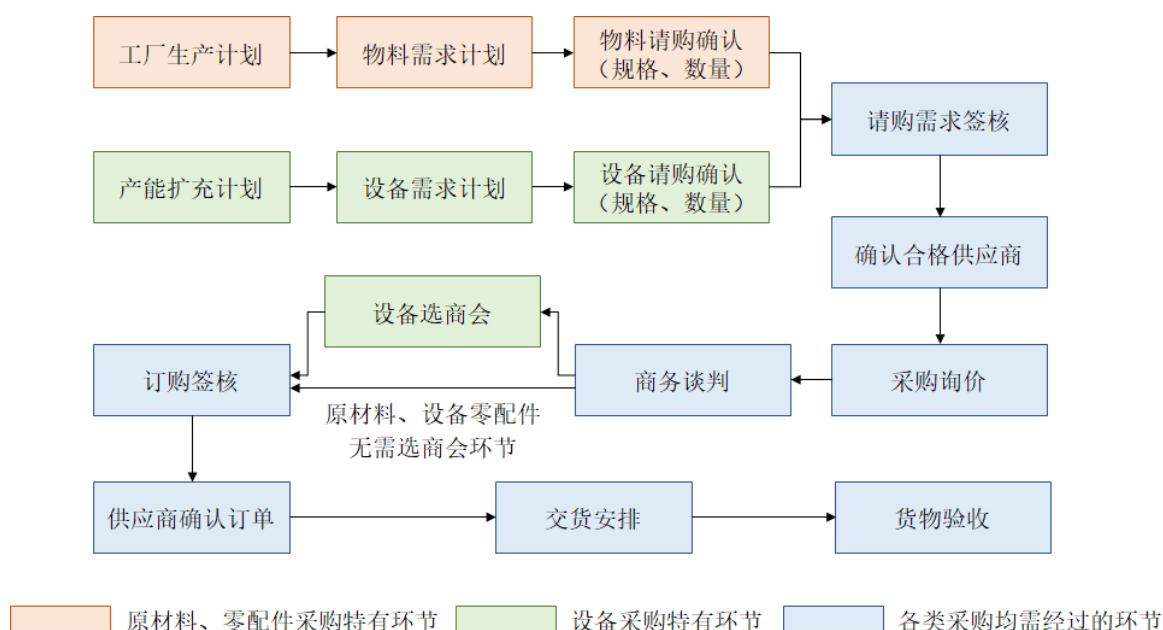 工厂生产计划
物料需求计划
物料请购确认
（规格、数量）
请购需求签核
产能扩充计划
设备需求计划
设备请购确认
（规格、数量）
确认合格供应商
设备选商会
订购签核
商务谈判
采购询价
原材料、设备零配件
无需选商会环节
供应商确认订单
交货安排
货物验收
原材料、零配件采购特有环节
设备采购特有环节
各类采购均需经过的环节